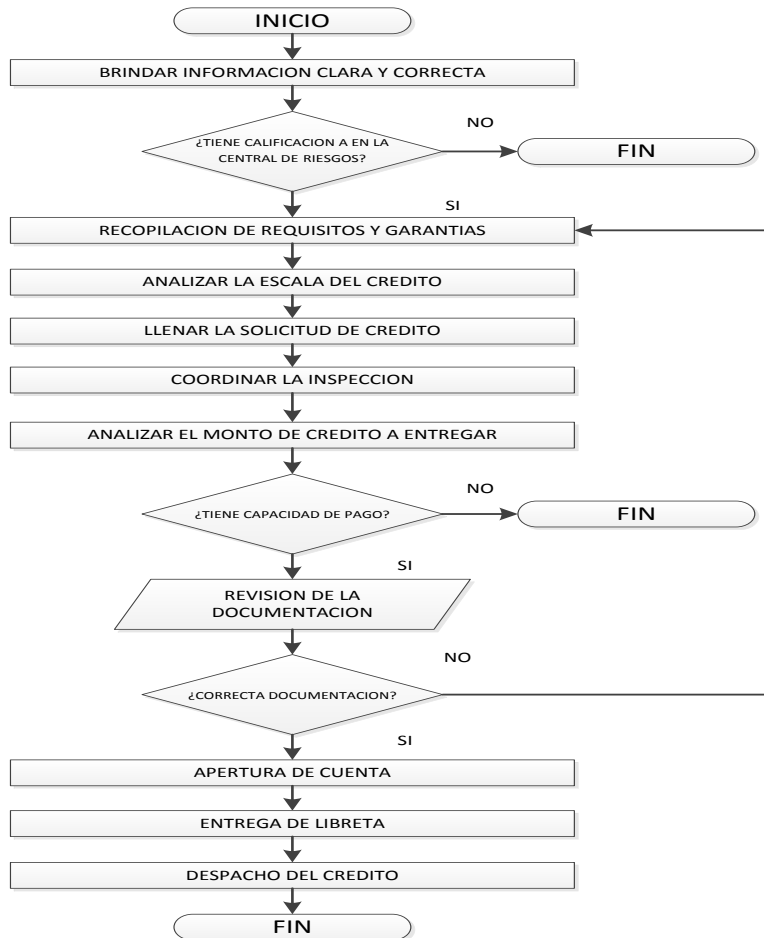 INICIO
BRINDAR INFORMACION CLARA Y CORRECTA
NO
¿TIENE CALIFICACION A EN LA
CENTRAL DE RIESGOS?
FIN
SI
RECOPILACION DE REQUISITOS Y GARANTIAS
ANALIZAR LA ESCALA DEL CREDITO
LLENAR LA SOLICITUD DE CREDITO
COORDINAR LA INSPECCION
ANALIZAR EL MONTO DE CREDITO A ENTREGAR
NO
¿TIENE CAPACIDAD DE PAGO?
FIN
SI
REVISION DE LA
DOCUMENTACION
NO
¿CORRECTA DOCUMENTACION?
SI
APERTURA DE CUENTA
ENTREGA DE LIBRETA
DESPACHO DEL CREDITO
FIN